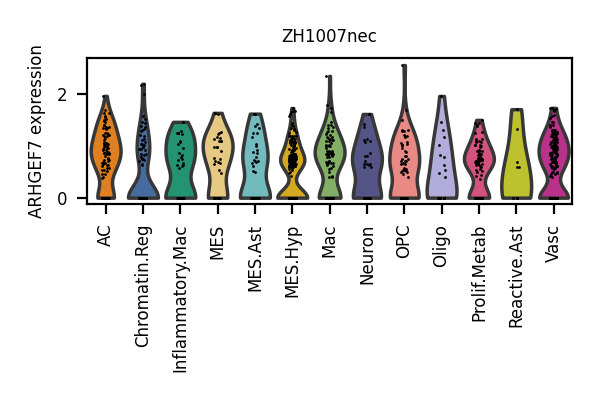 ZH1007nec
ARHGEF7 expression
2
0
AC
Chromatin.Reg
Inflammatory.Mac
MES
MES.Ast
MES.Hyp
Mac
Neuron
OPC
Oligo
Prolif.Metab
Reactive.Ast
Vasc